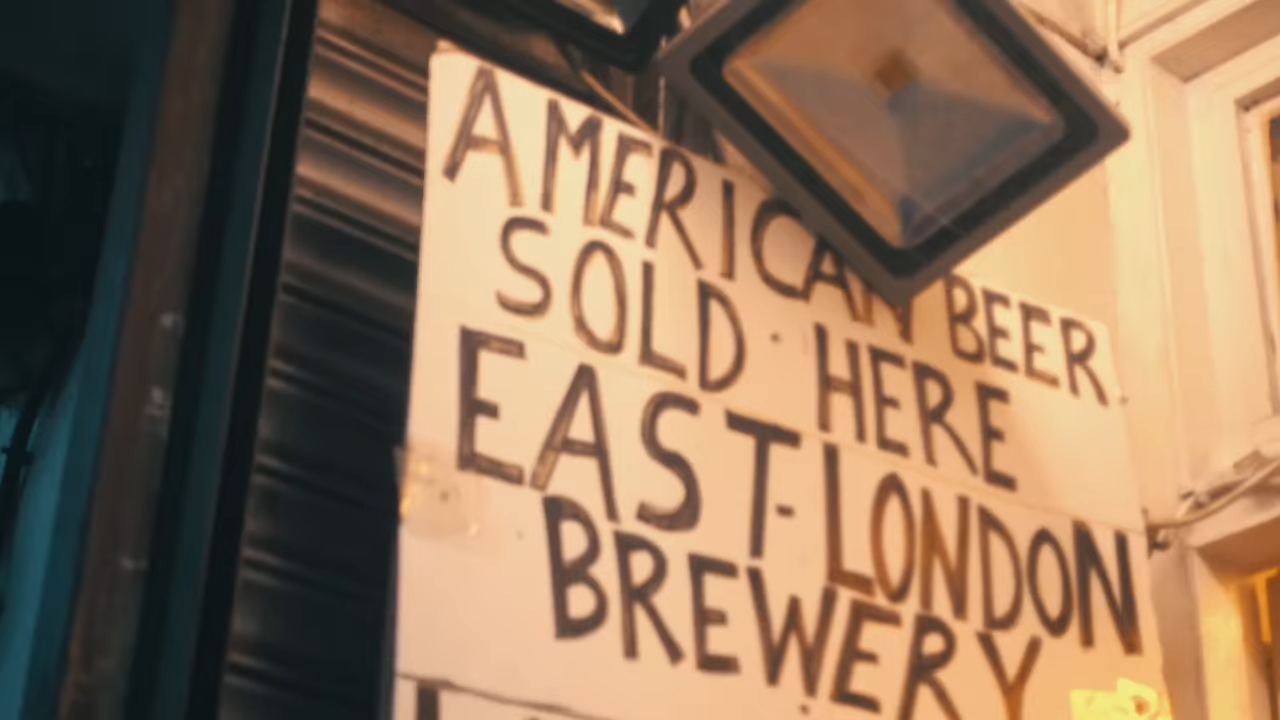 AMERICAN BEER
SOLD · HERE
EAST-LONDON
BREWERY